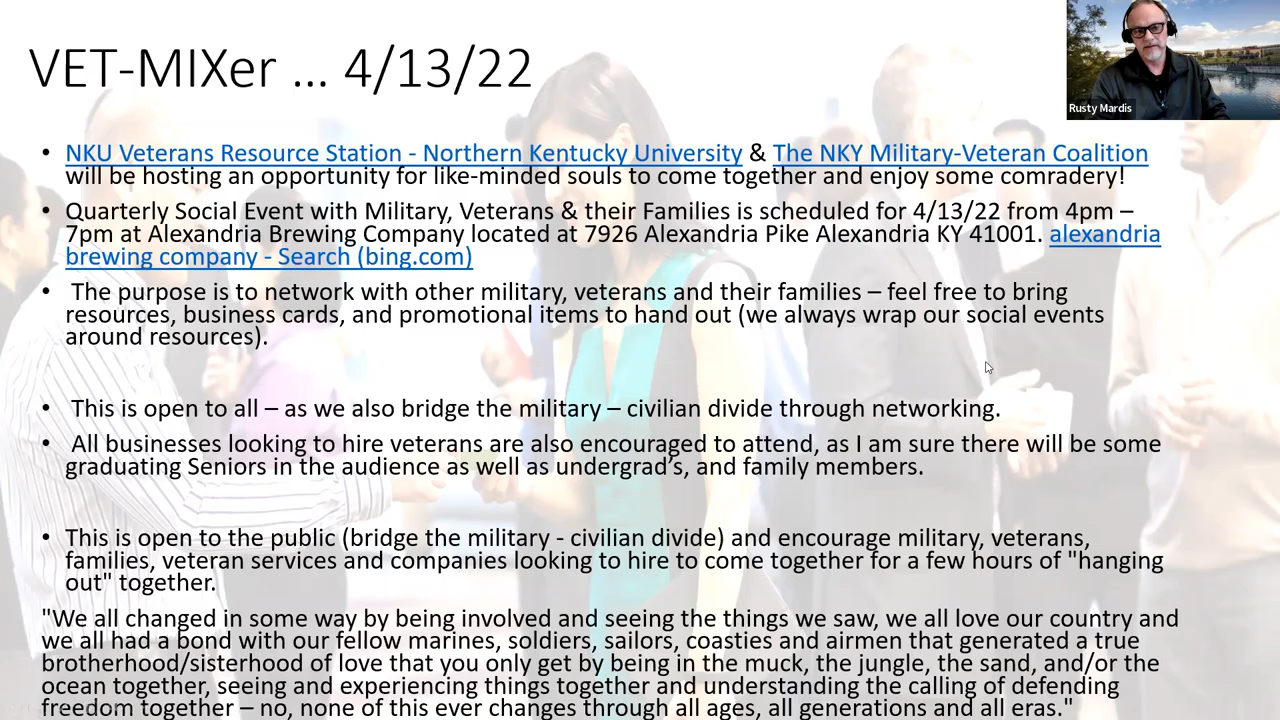 VET-MIXer ... 4/13/22
Rusty Mardis
• NKU Veterans Resource Station - Northern Kentucky University & The NKY Military-Veteran Coalition
will be hosting an opportunity for like-minded souls to come together and enjoy some comradery!
• Quarterly Social Event with Military, Veterans & their Families is scheduled for 4/13/22 from 4pm –
7pm at Alexandria Brewing Company located at 7926 Alexandria Pike Alexandria KY 41001. alexandria
brewing company - Search (bing.com)
• The purpose is to network with other military, veterans and their families – feel free to bring
resources, business cards, and promotional items to hand out (we always wrap our social events
around resources).
• This is open to all – as we also bridge the military – civilian divide through networking.
• All businesses looking to hire veterans are also encouraged to attend, as I am sure there will be some
graduating Seniors in the audience as well as undergrad's, and family members.
• This is open to the public (bridge the military - civilian divide) and encourage military, veterans,
families, veteran services and companies looking to hire to come together for a few hours of "hanging
out" together.
"We all changed in some way by being involved and seeing the things we saw, we all love our country and
we all had a bond with our fellow marines, soldiers, sailors, coasties and airmen that generated a true
brotherhood/sisterhood of love that you only get by being in the muck, the jungle, the sand, and/or the
ocean together, seeing and experiencing things together and understanding the calling of defending
freedom together – no, none of this ever changes through all ages, all generations and all eras."